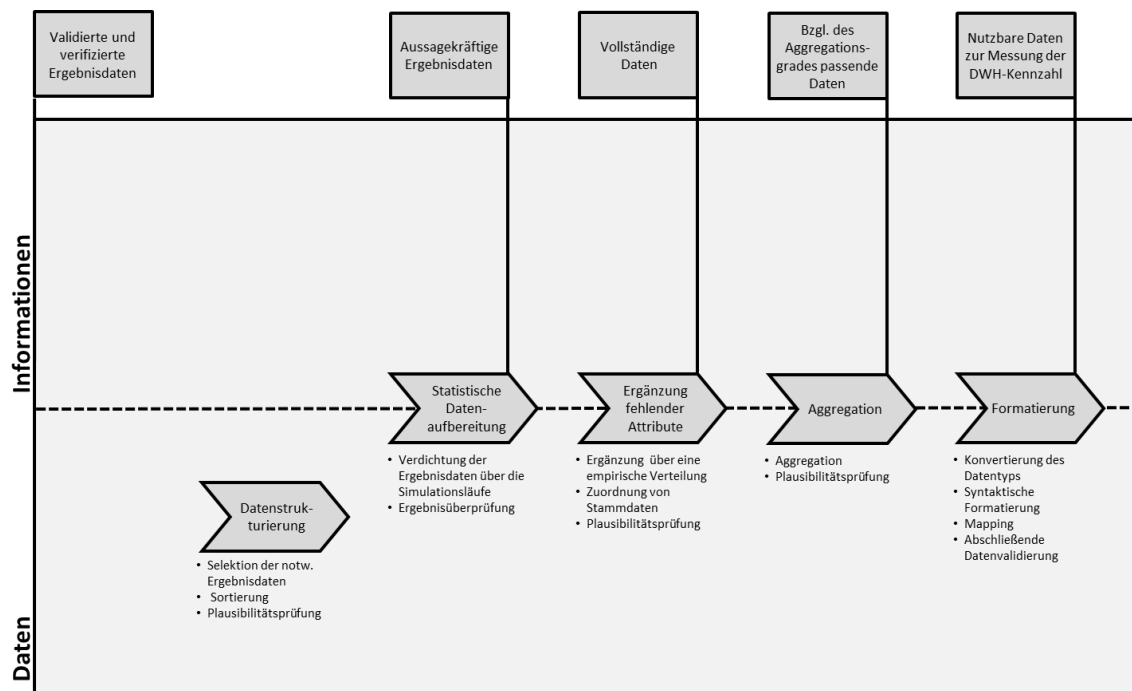 Validierte und
verifizierte
Ergebnisdaten
Aussagekräftige
Ergebnisdaten
Vollständige
Daten
Bzgl. des
Aggregations-
grades passende
Daten
Nutzbare Daten
zur Messung der
DWH-Kennzahl
Informationen
Daten
Datenstruk-
turierung
• Selektion der notw.
Ergebnisdaten
• Sortierung
• Plausibilitätsprüfung
Statistische
Daten-
aufbereitung
• Verdichtung der
Ergebnisdaten über die
Simulationsläufe
• Ergebnisüberprüfung
Ergänzung
fehlender
Attribute
• Ergänzung über eine
empirische Verteilung
• Zuordnung von
Stammdaten
• Plausibilitätsprüfung
Aggregation
• Aggregation
• Plausibilitätsprüfung
Formatierung
• Konvertierung des
Datentyps
• Syntaktische
Formatierung
• Mapping
• Abschließende
Datenvalidierung